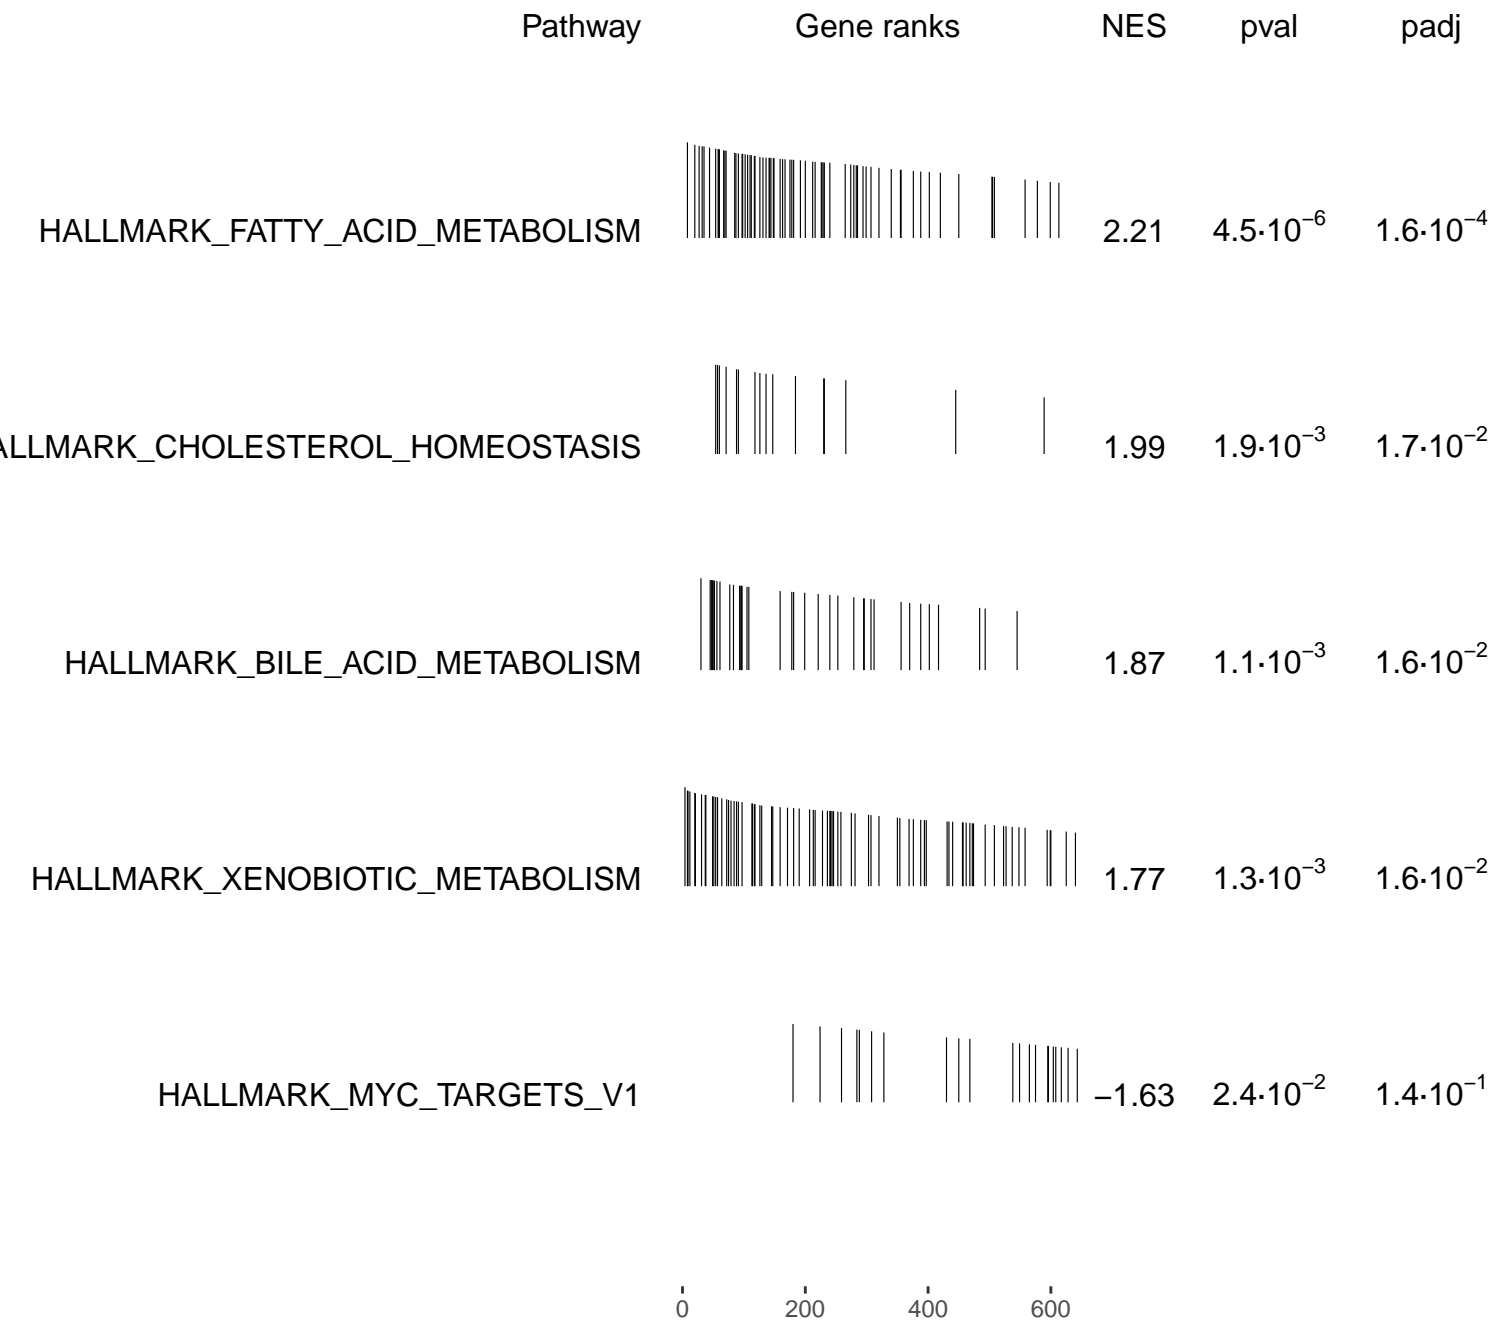 Pathway Gene ranks NES pval padj
HALLMARK_FATTY_ACID_METABOLISM 2.21 4.5·10⁻⁶ 1.6·10⁻⁴
ALLMARK_CHOLESTEROL_HOMEOSTASIS 1.99 1.9·10⁻³ 1.7·10⁻²
HALLMARK_BILE_ACID_METABOLISM 1.87 1.1·10⁻³ 1.6·10⁻²
HALLMARK_XENOBIOTIC_METABOLISM 1.77 1.3·10⁻³ 1.6·10⁻²
HALLMARK_MYC_TARGETS_V1 −1.63 2.4·10⁻² 1.4·10⁻¹
0 200 400 600